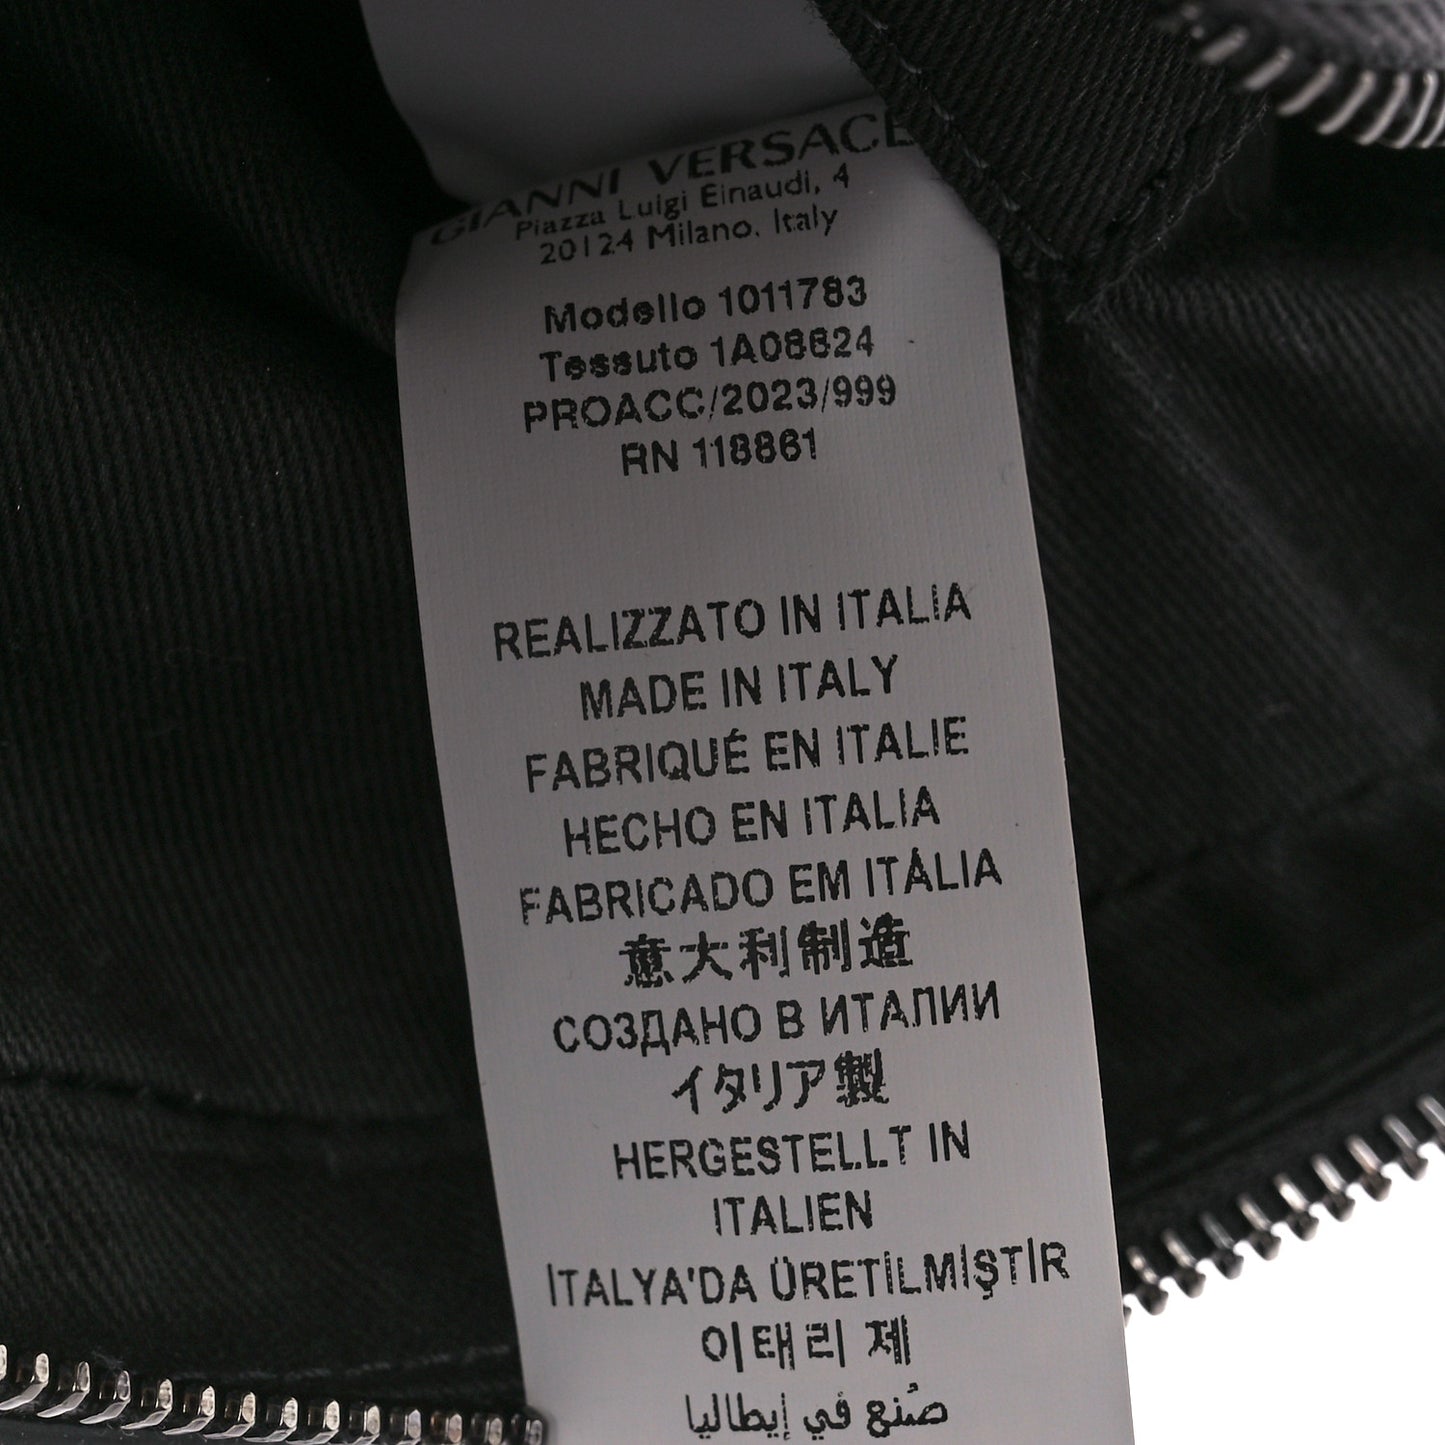 GIANNI VERSACE
Piazza Luigi Einaudi, 4
20124 Milano. Italy
Modello 1011783
Tessuto 1A08624
PROACC/2023/999
RN 118861
REALIZZATO IN ITALIA
MADE IN ITALY
FABRIQUÉ EN ITALIE
HECHO EN ITALIA
FABRICADO EM ITÁLIA
意大利制造
СОЗДАНО В ИТАЛИИ
イタリア製
HERGESTELLT IN
ITALIEN
İTALYA'DA ÜRETİLMİŞTİR
이태리 제
صُنع في إيطاليا